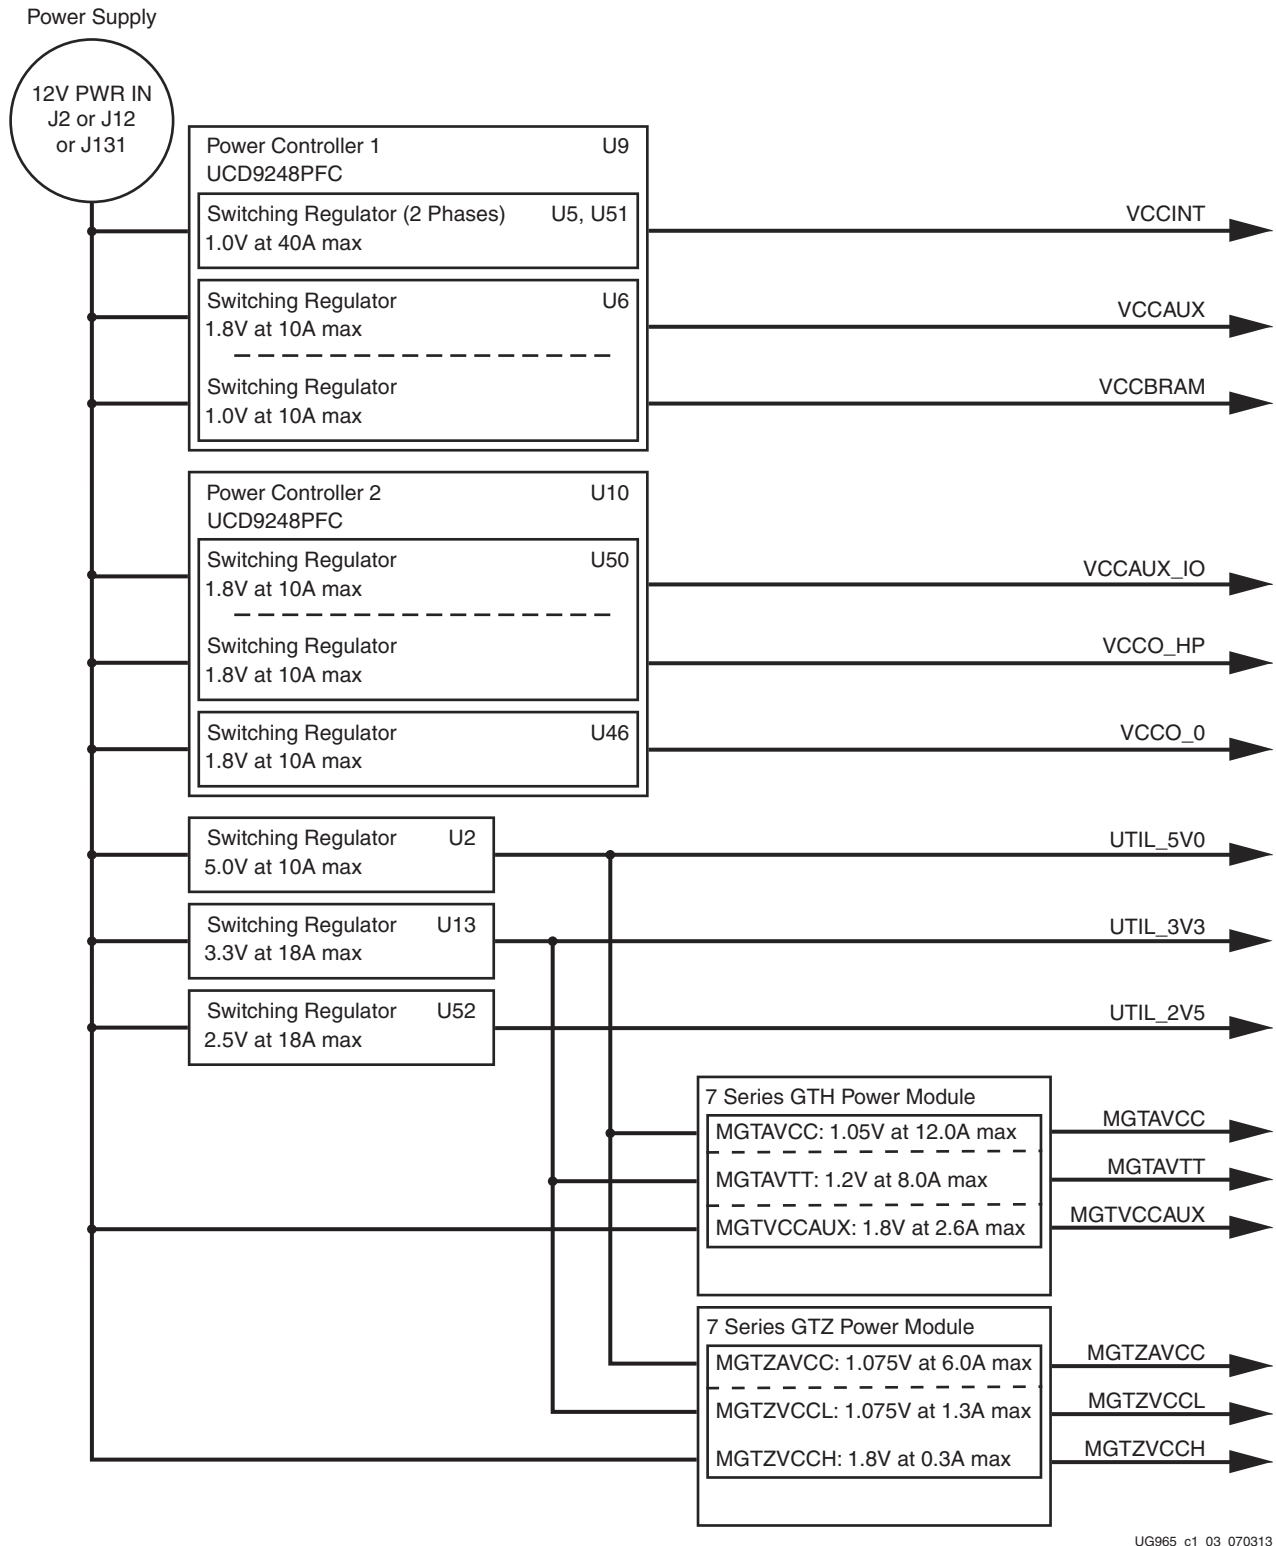 Power Supply
12V PWR IN
J2 or J12
or J131
Power Controller 1 U9
UCD9248PFC
Switching Regulator (2 Phases) U5, U51
1.0V at 40A max
VCCINT
Switching Regulator U6
1.8V at 10A max
VCCAUX
Switching Regulator
1.0V at 10A max
VCCBRAM
Power Controller 2 U10
UCD9248PFC
Switching Regulator U50
1.8V at 10A max
VCCAUX_IO
Switching Regulator
1.8V at 10A max
VCCO_HP
Switching Regulator U46
1.8V at 10A max
VCCO_0
Switching Regulator U2
5.0V at 10A max
UTIL_5V0
Switching Regulator U13
3.3V at 18A max
UTIL_3V3
Switching Regulator U52
2.5V at 18A max
UTIL_2V5
7 Series GTH Power Module
MGTAVCC: 1.05V at 12.0A max
MGTAVCC
MGTAVTT: 1.2V at 8.0A max
MGTAVTT
MGTVCCAUX: 1.8V at 2.6A max
MGTVCCAUX
7 Series GTZ Power Module
MGTZAVCC: 1.075V at 6.0A max
MGTZAVCC
MGTZVCCL: 1.075V at 1.3A max
MGTZVCCL
MGTZVCCH: 1.8V at 0.3A max
MGTZVCCH
UG965_c1_03_070313